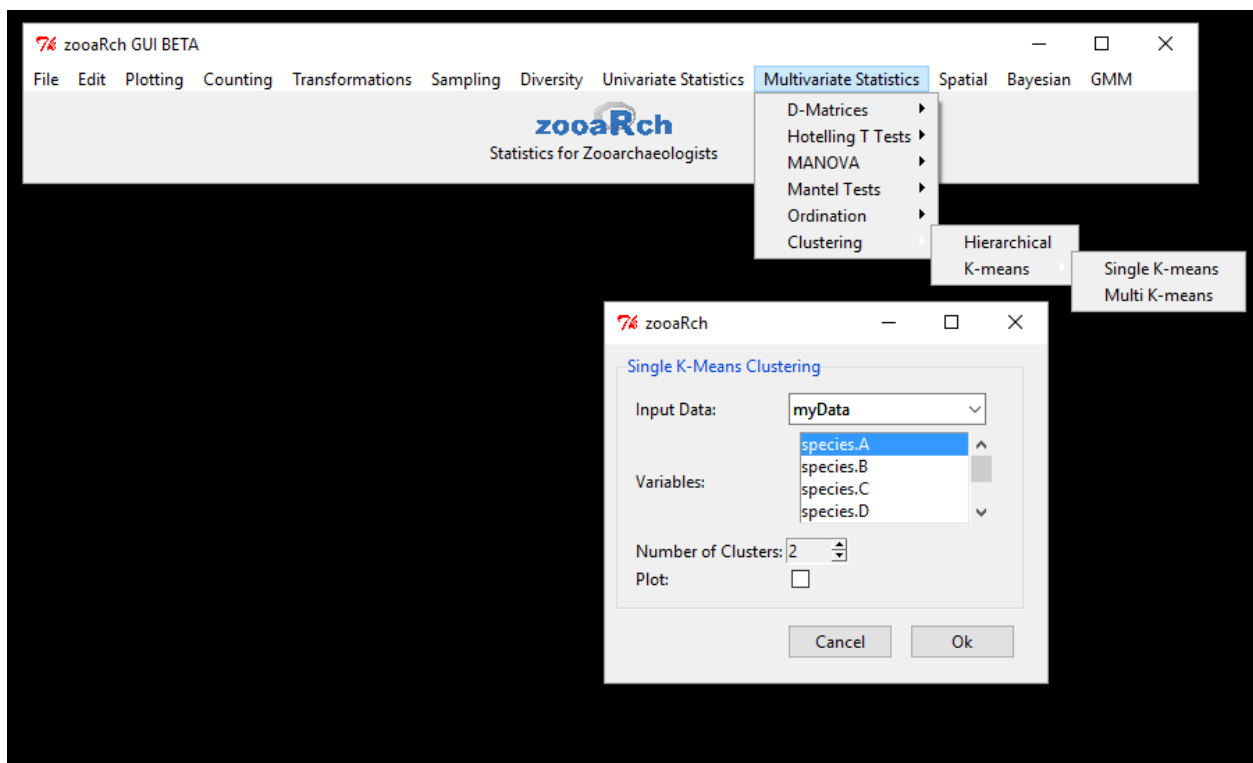 zooaRch GUI BETA
File Edit Plotting Counting Transformations Sampling Diversity Univariate Statistics Multivariate Statistics Spatial Bayesian GMM
zooaRch
Statistics for Zooarchaeologists
D-Matrices
Hotelling T Tests
MANOVA
Mantel Tests
Ordination
Clustering
Hierarchical
K-means
Single K-means
Multi K-means
zooaRch
Single K-Means Clustering
Input Data: myData
Variables:
species.A
species.B
species.C
species.D
Number of Clusters: 2
Plot:
Cancel Ok